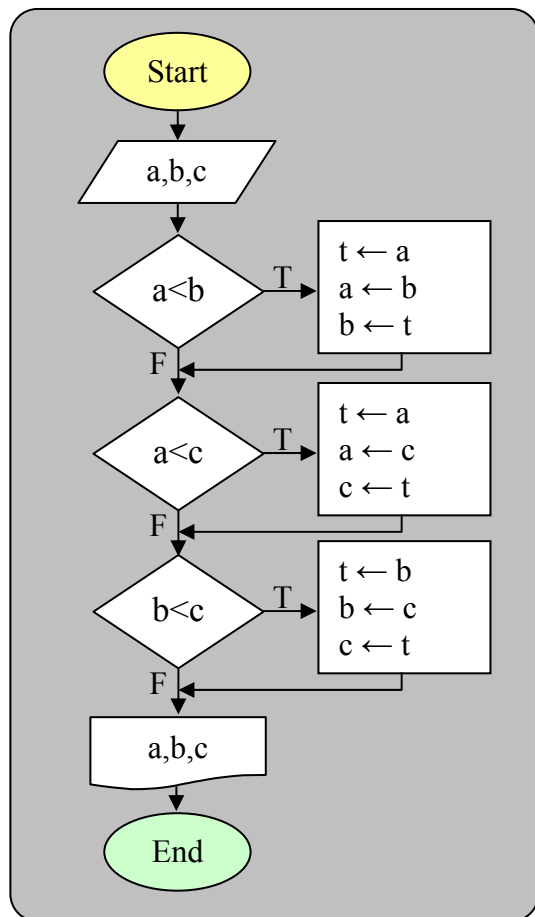 Start
a,b,c
a<b
T
t ← a
a ← b
b ← t
F
a<c
T
t ← a
a ← c
c ← t
F
b<c
T
t ← b
b ← c
c ← t
F
a,b,c
End